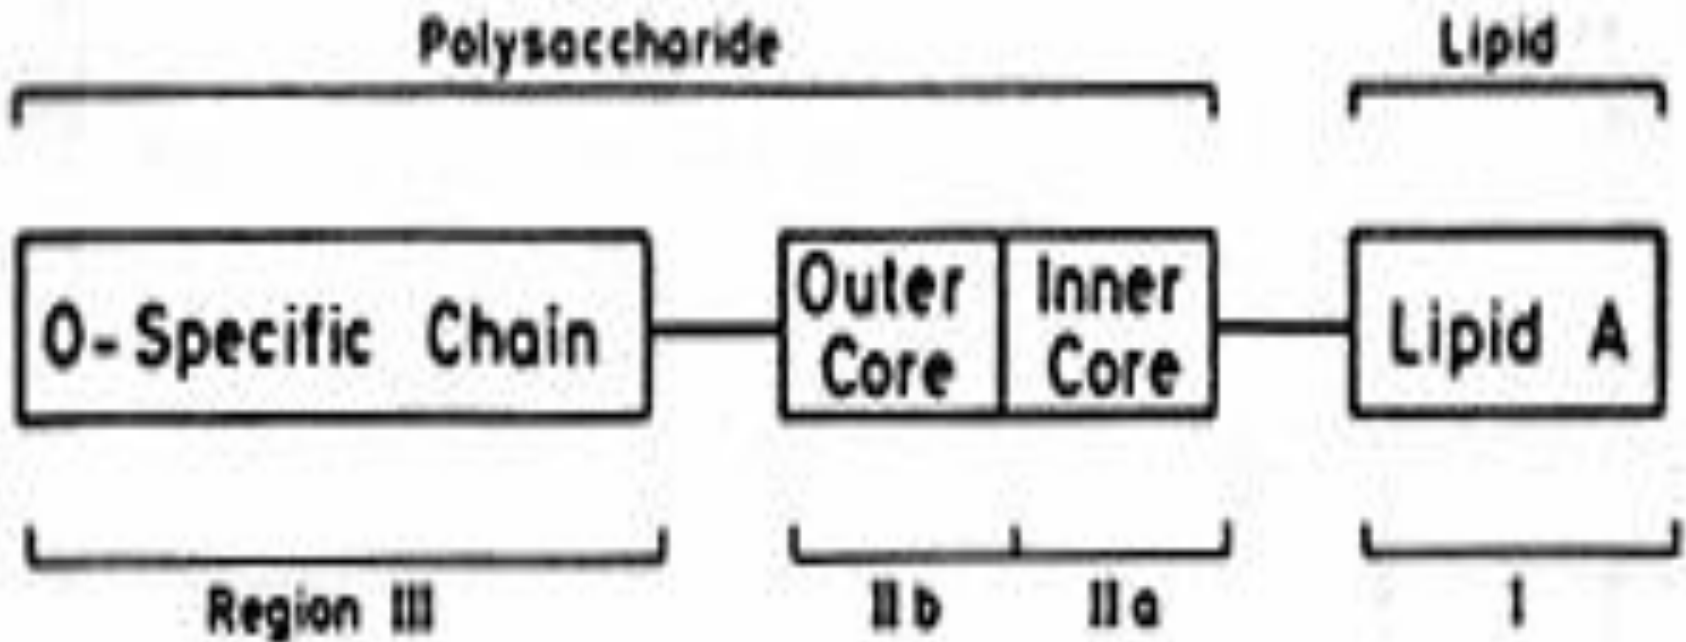 Polysaccharide Lipid
O-Specific Chain
Outer Core
Inner Core
Lipid A
Region III IIb IIa I